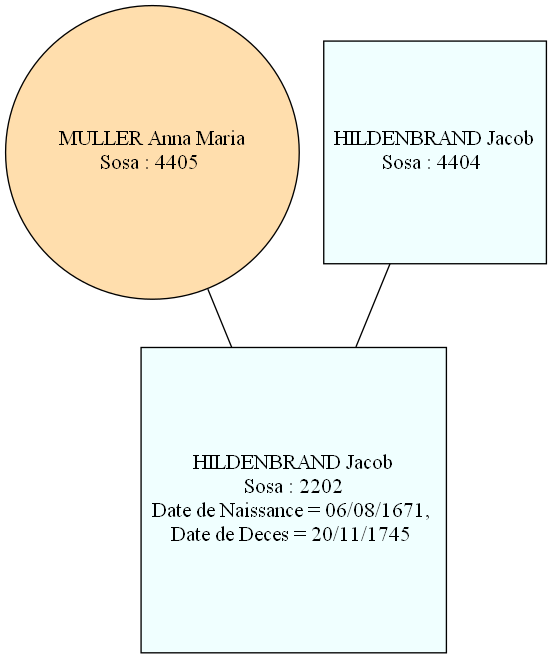 MULLER Anna Maria
Sosa : 4405
HILDENBRAND Jacob
Sosa : 4404
HILDENBRAND Jacob
Sosa : 2202
Date de Naissance = 06/08/1671,
Date de Deces = 20/11/1745